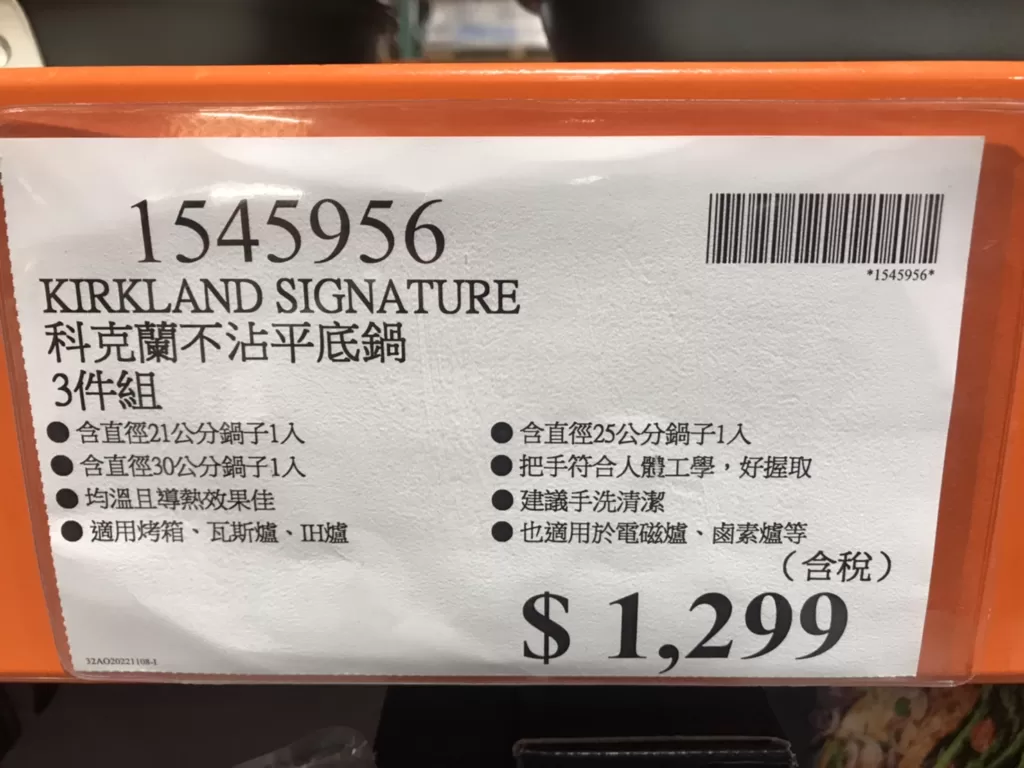 1545956
*1545956*
KIRKLAND SIGNATURE
科克蘭不沾平底鍋
3件組
●含直徑21公分鍋子1入
●含直徑25公分鍋子1入
●含直徑30公分鍋子1入
●把手符合人體工學，好握取
●均溫且導熱效果佳
●建議手洗清潔
●適用烤箱、瓦斯爐、IH爐
●也適用於電磁爐、鹵素爐等
（含稅）
$ 1,299
32AO20221108-1